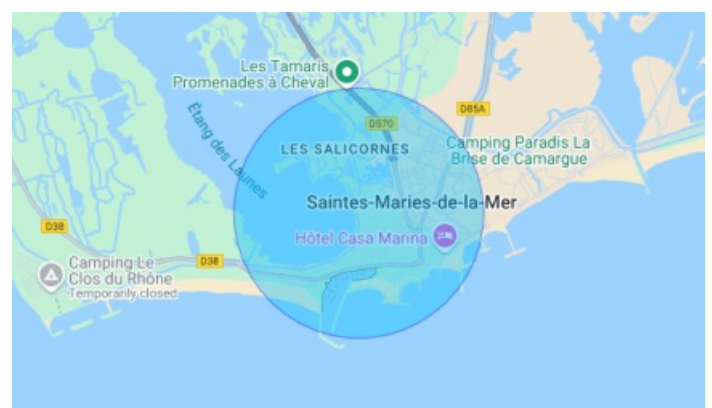 Les Tamaris
Promenades à Cheval
Étang des Launes
D85A
D570
LES SALICORNES
Camping Paradis La
Brise de Camargue
Saintes-Maries-de-la-Mer
D38
Hôtel Casa Marina
D38
Camping Le
Clos du Rhône
Temporarily closed